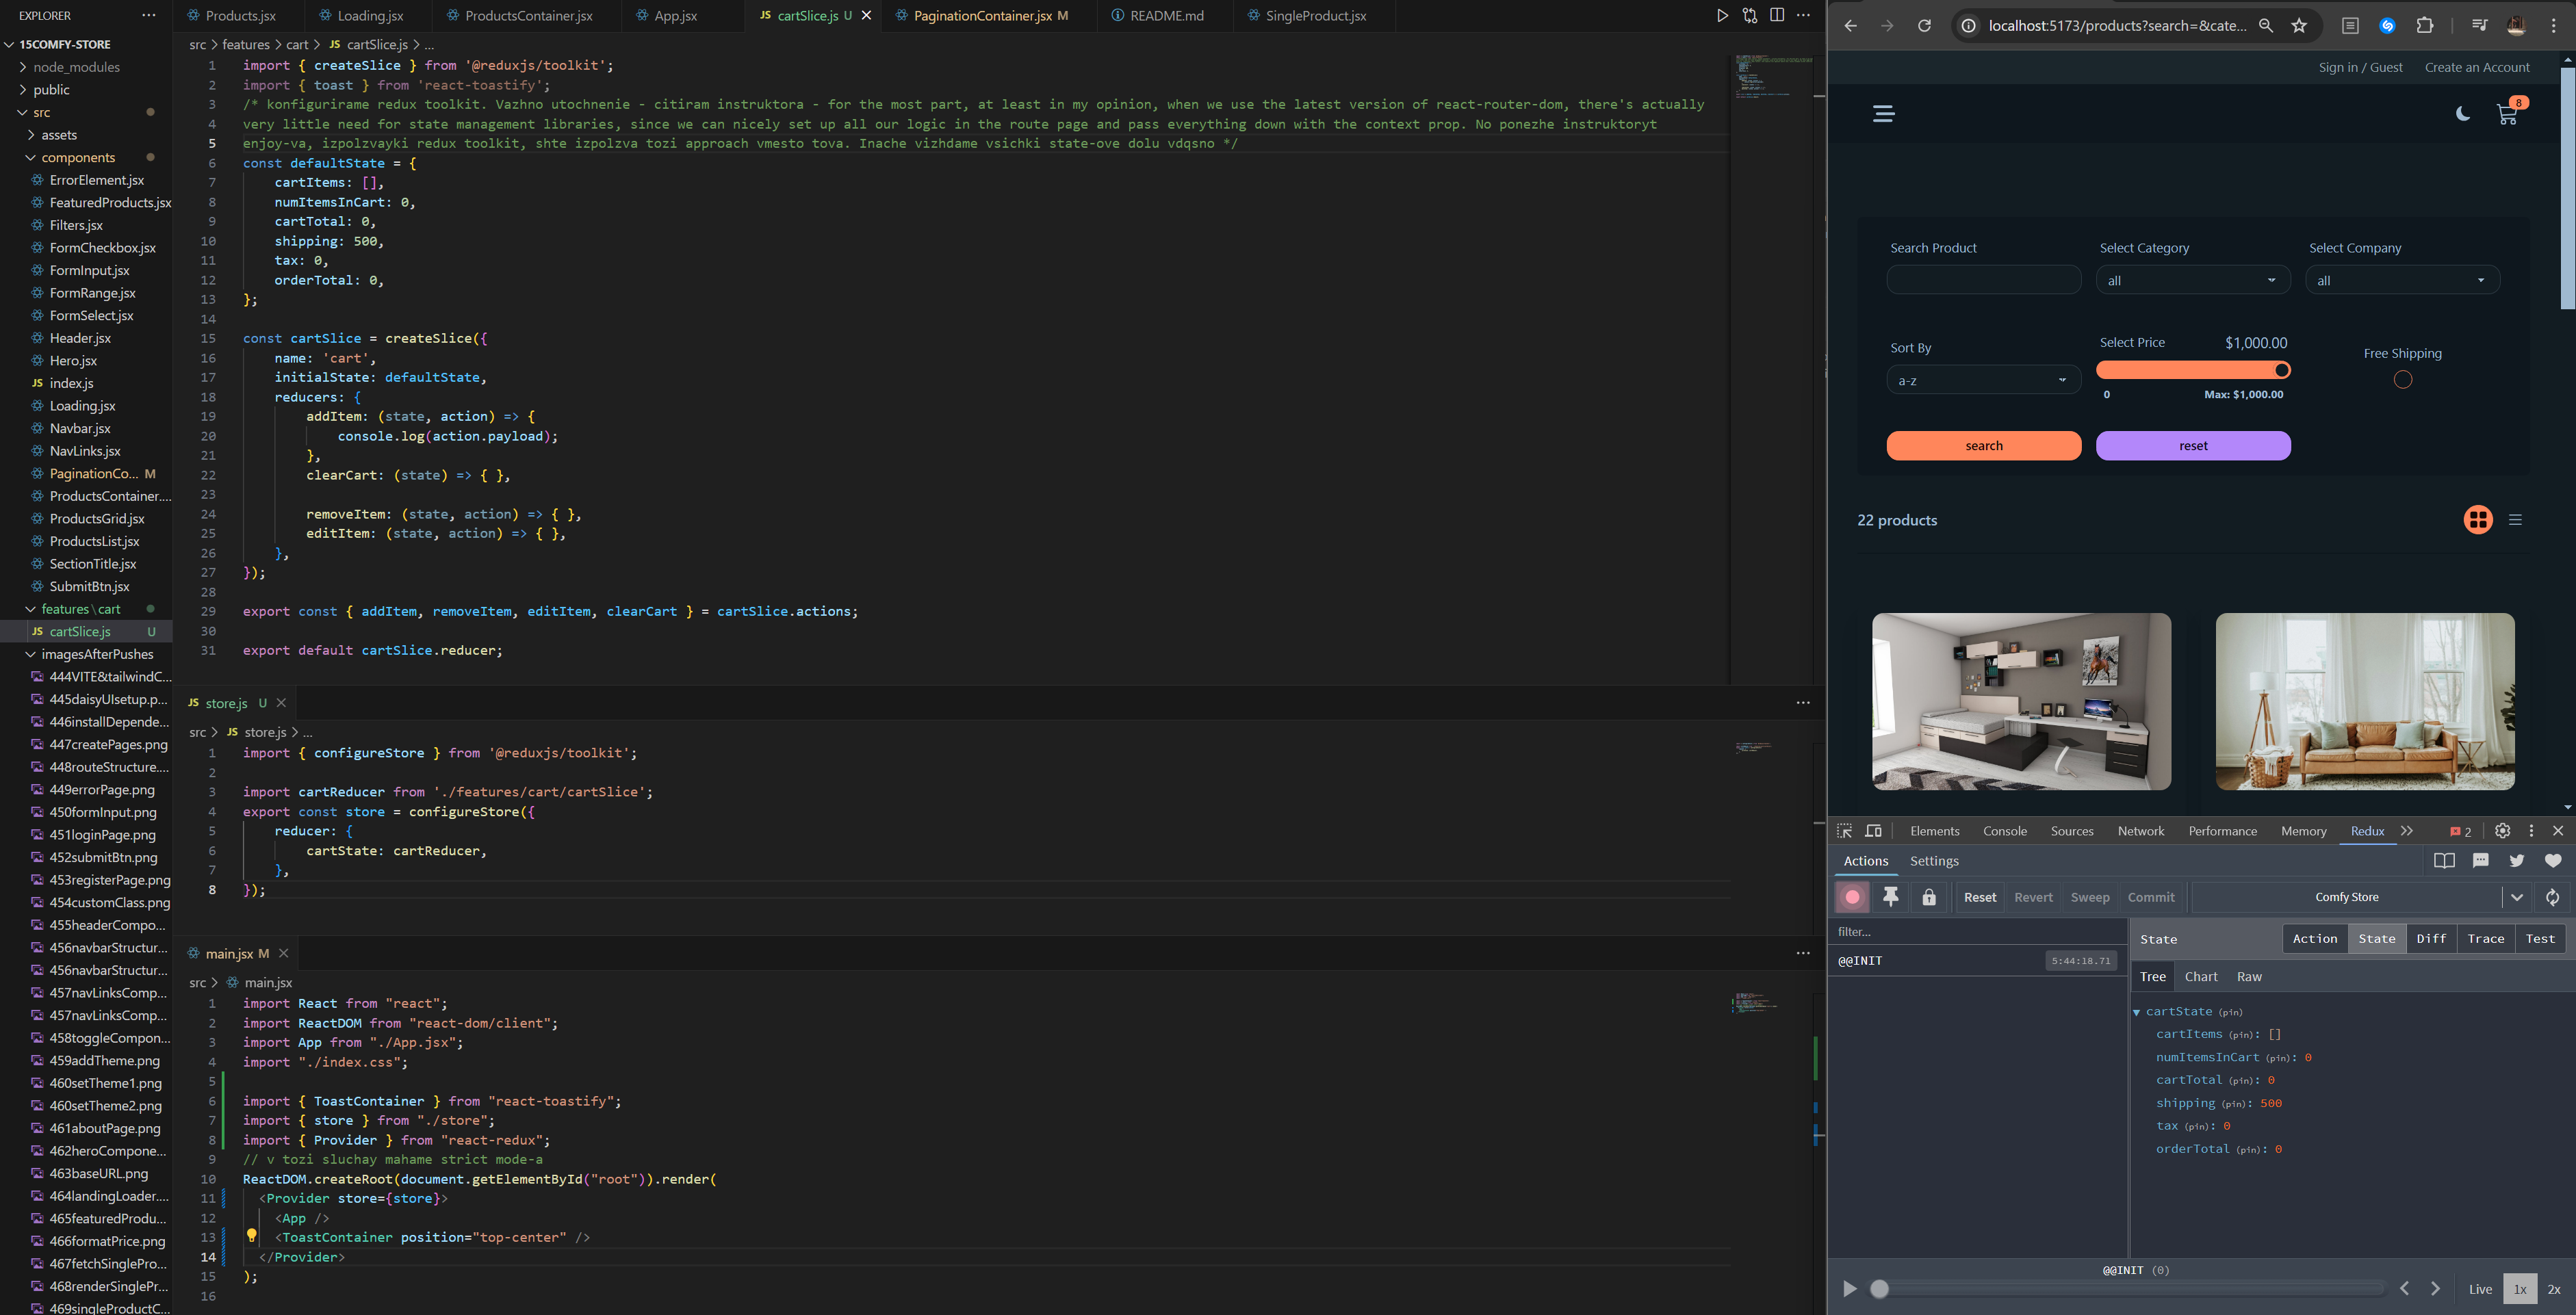 EXPLORER
15COMFY-STORE
node_modules
public
src
assets
components
ErrorElement.jsx
FeaturedProducts.jsx
Filters.jsx
FormCheckbox.jsx
FormInput.jsx
FormRange.jsx
FormSelect.jsx
Header.jsx
Hero.jsx
JS index.js
Loading.jsx
Navbar.jsx
NavLinks.jsx
PaginationCo... M
ProductsContainer....
ProductsGrid.jsx
ProductsList.jsx
SectionTitle.jsx
SubmitBtn.jsx
features\cart
JS cartSlice.js U
imagesAfterPushes
444VITE&tailwindC...
445daisyUIsetup.p...
446installDepende...
447createPages.png
448routeStructure....
449errorPage.png
450formInput.png
451loginPage.png
452submitBtn.png
453registerPage.png
454customClass.png
455headerCompo...
456navbarStructur...
456navbarStructur...
457navLinksComp...
457navLinksComp...
458toggleCompon...
459addTheme.png
460setTheme1.png
460setTheme2.png
461aboutPage.png
462heroCompone...
463baseURL.png
464landingLoader....
465featuredProdu...
466formatPrice.png
467fetchSinglePro...
468renderSinglePr...
469singleProductC...
Products.jsx
Loading.jsx
ProductsContainer.jsx
App.jsx
JS cartSlice.js U
PaginationContainer.jsx M
README.md
SingleProduct.jsx
src > features > cart > JS cartSlice.js > ...
1 import { createSlice } from '@reduxjs/toolkit';
2 import { toast } from 'react-toastify';
3 /* konfigurirame redux toolkit. Vazhno utochnenie - citiram instruktora - for the most part, at least in my opinion, when we use the latest version of react-router-dom, there's actually
4 very little need for state management libraries, since we can nicely set up all our logic in the route page and pass everything down with the context prop. No ponezhe instruktoryt
5 enjoy-va, izpolzvayki redux toolkit, shte izpolzva tozi approach vmesto tova. Inache vizhdame vsichki state-ove dolu vdqsno */
6 const defaultState = {
7 cartItems: [],
8 numItemsInCart: 0,
9 cartTotal: 0,
10 shipping: 500,
11 tax: 0,
12 orderTotal: 0,
13 };
14
15 const cartSlice = createSlice({
16 name: 'cart',
17 initialState: defaultState,
18 reducers: {
19 addItem: (state, action) => {
20 console.log(action.payload);
21 },
22 clearCart: (state) => { },
23
24 removeItem: (state, action) => { },
25 editItem: (state, action) => { },
26 },
27 });
28
29 export const { addItem, removeItem, editItem, clearCart } = cartSlice.actions;
30
31 export default cartSlice.reducer;
JS store.js U
src > JS store.js > ...
1 import { configureStore } from '@reduxjs/toolkit';
2
3 import cartReducer from './features/cart/cartSlice';
4 export const store = configureStore({
5 reducer: {
6 cartState: cartReducer,
7 },
8 });
main.jsx M
src > main.jsx
1 import React from "react";
2 import ReactDOM from "react-dom/client";
3 import App from "./App.jsx";
4 import "./index.css";
5
6 import { ToastContainer } from "react-toastify";
7 import { store } from "./store";
8 import { Provider } from "react-redux";
9 // v tozi sluchay mahame strict mode-a
10 ReactDOM.createRoot(document.getElementById("root")).render(
11 <Provider store={store}>
12 <App />
13 <ToastContainer position="top-center" />
14 </Provider>
15 );
16
localhost:5173/products?search=&cate...
Sign in / Guest Create an Account
8
Search Product Select Category Select Company
all all
Sort By Select Price $1,000.00 Free Shipping
a-z
0 Max: $1,000.00
search reset
22 products
Elements Console Sources Network Performance Memory Redux 2
Actions Settings
Reset Revert Sweep Commit Comfy Store
filter...
@@INIT 5:44:18.71
State Action State Diff Trace Test
Tree Chart Raw
cartState (pin)
cartItems (pin): []
numItemsInCart (pin): 0
cartTotal (pin): 0
shipping (pin): 500
tax (pin): 0
orderTotal (pin): 0
@@INIT (0)
Live 1x 2x